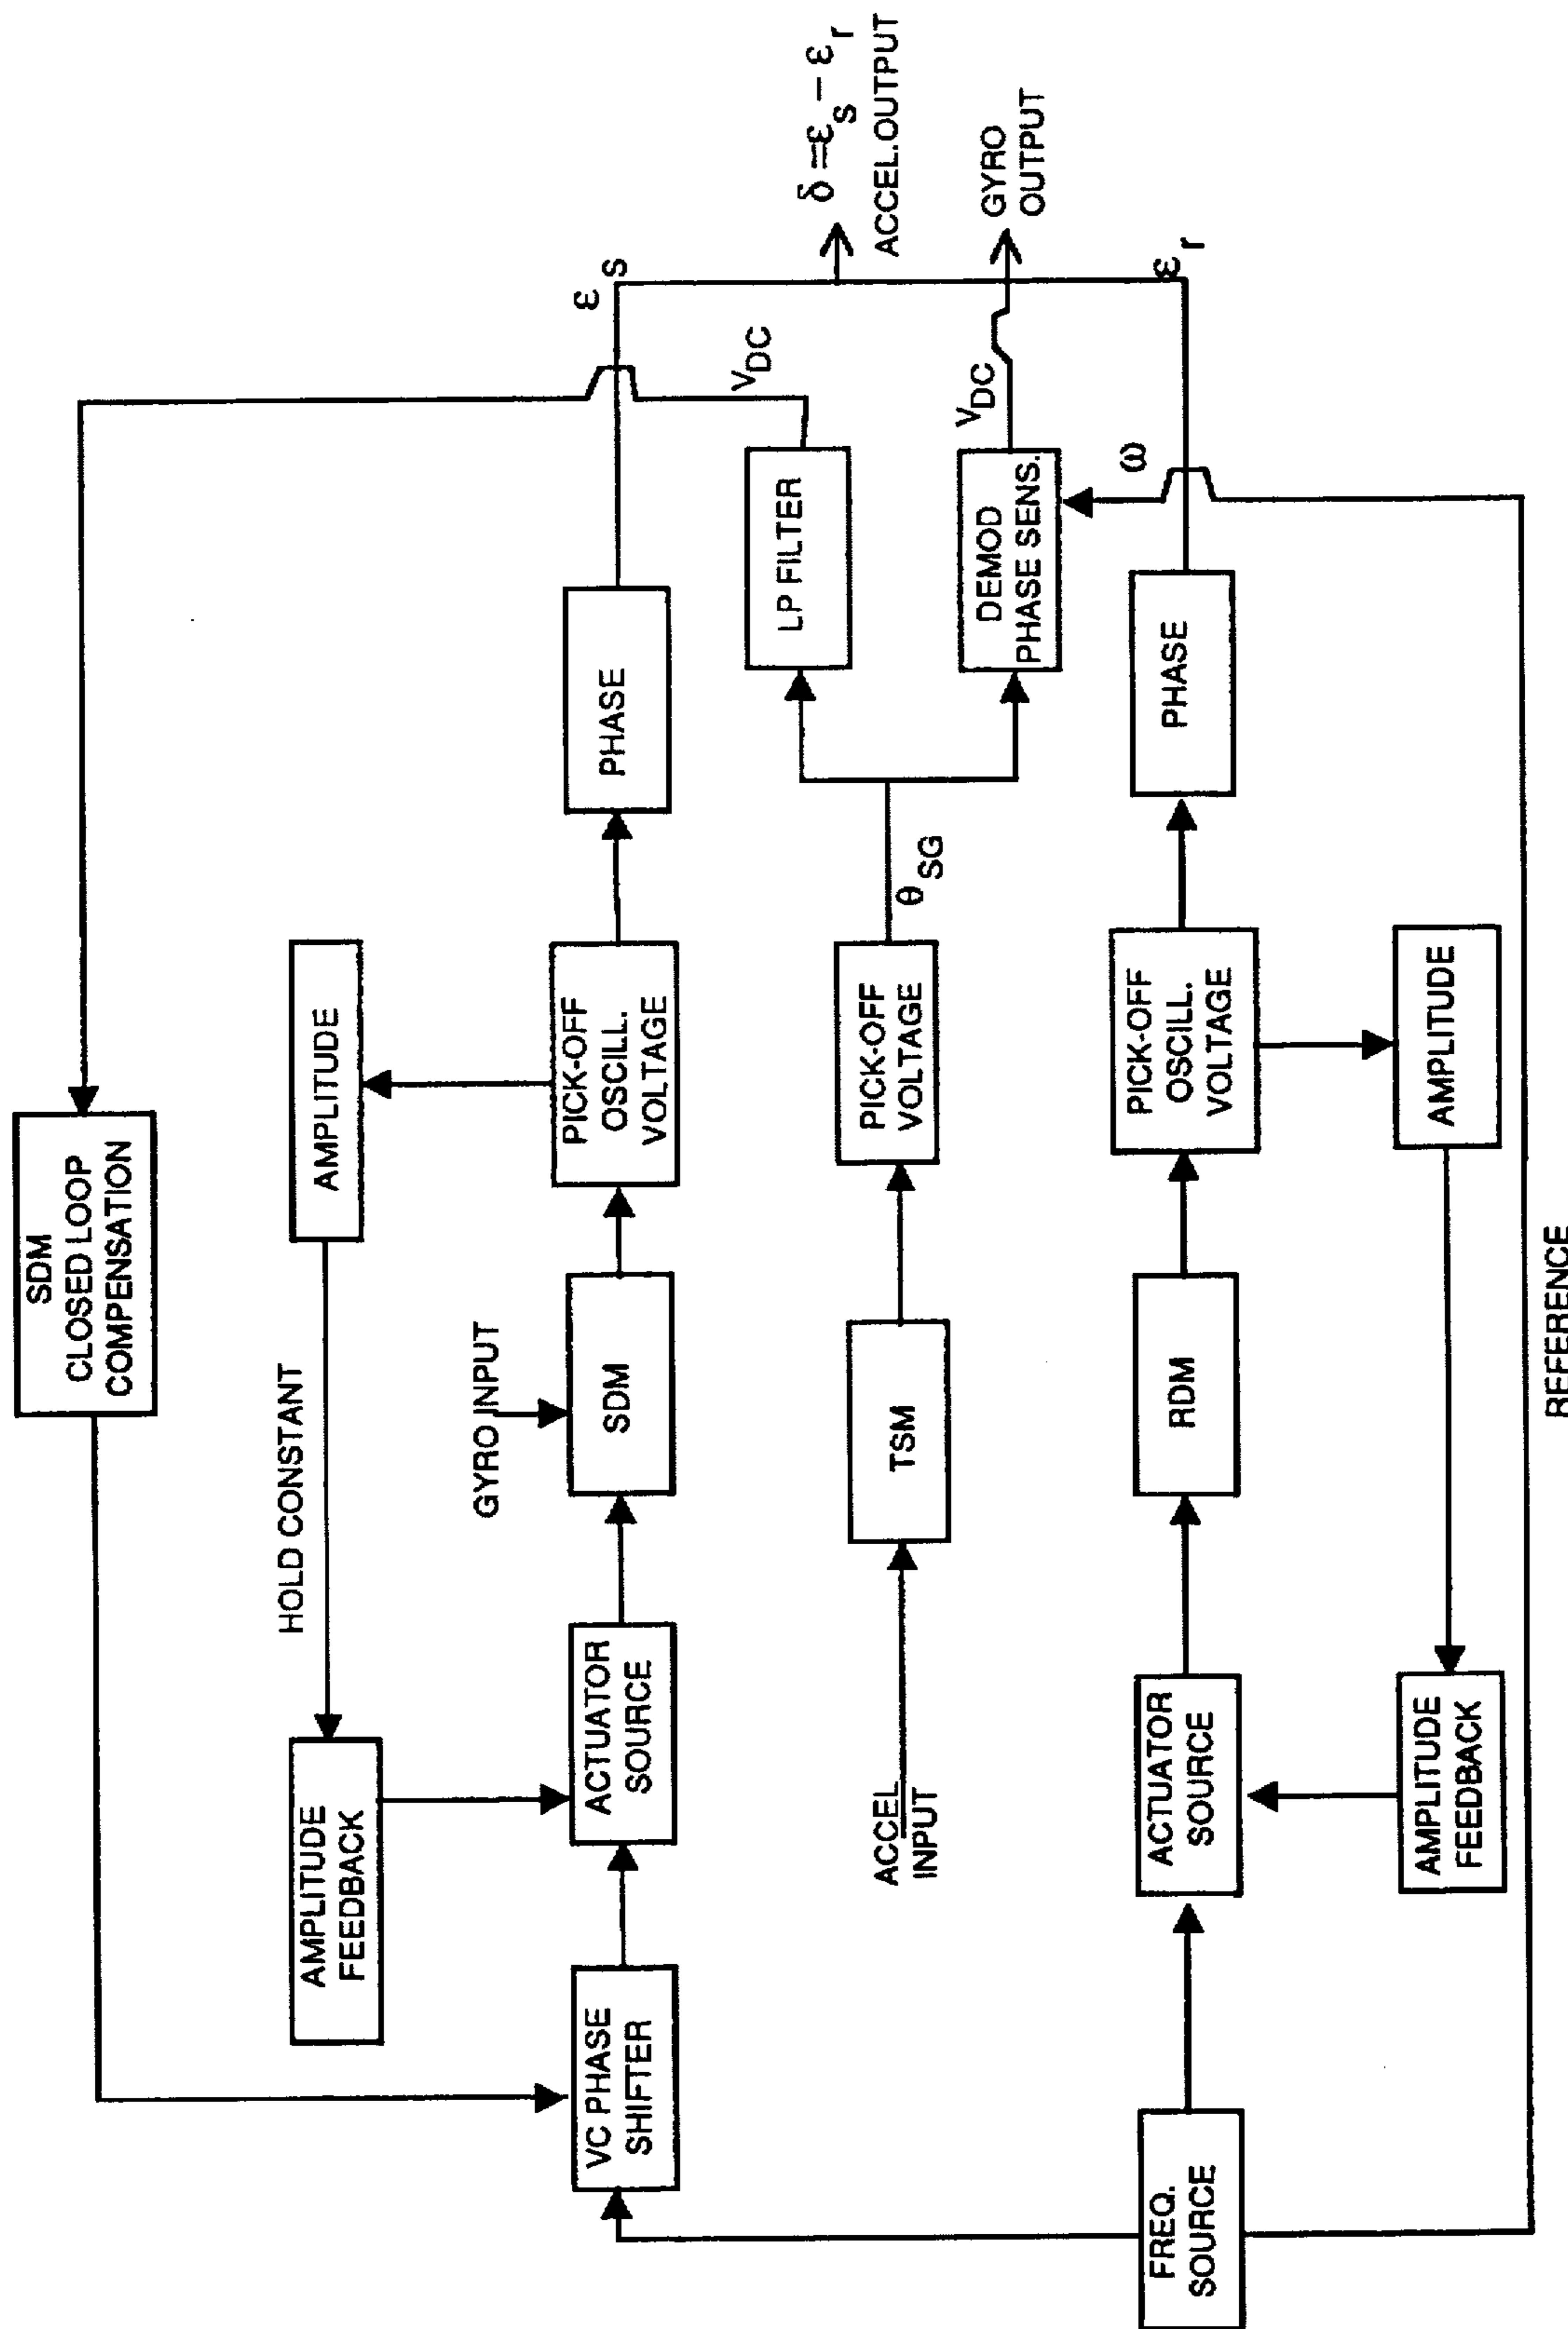 SDM
CLOSED LOOP
COMPENSATION
HOLD CONSTANT
AMPLITUDE
FEEDBACK
AMPLITUDE
GYRO INPUT
VC PHASE
SHIFTER
ACTUATOR
SOURCE
SDM
PICK-OFF
OSCILL.
VOLTAGE
PHASE
ε s
V DC
LP FILTER
δ = ε s − ε r
ACCEL. OUTPUT
ACCEL
INPUT
TSM
PICK-OFF
VOLTAGE
θ SG
DEMOD
PHASE SENS.
V DC
GYRO
OUTPUT
ω
FREQ.
SOURCE
ACTUATOR
SOURCE
RDM
PICK-OFF
OSCILL.
VOLTAGE
PHASE
ε r
AMPLITUDE
FEEDBACK
AMPLITUDE
REFERENCE